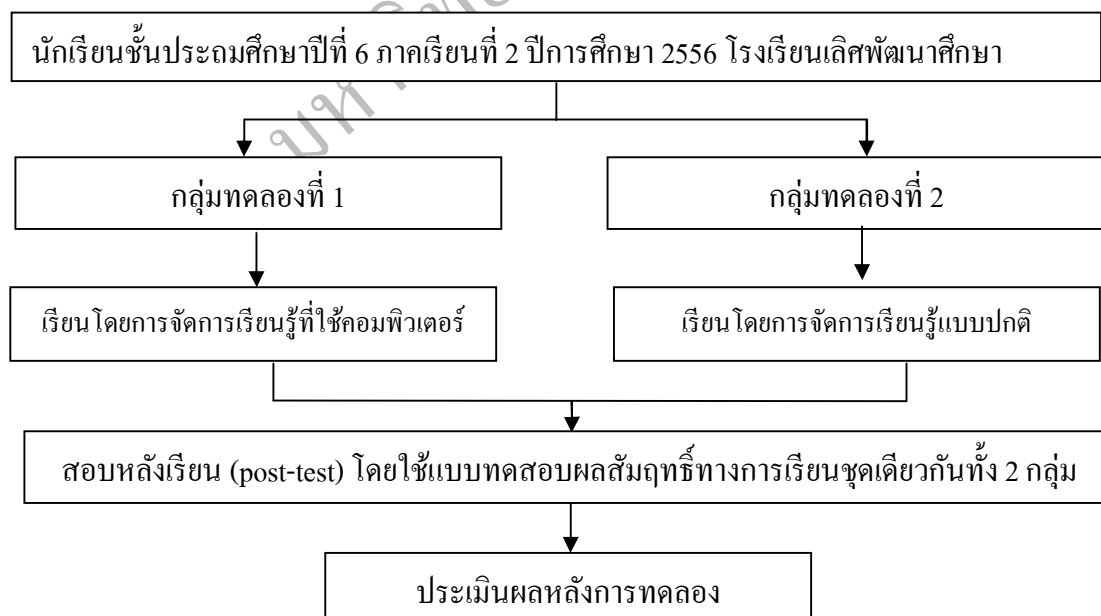 นักเรียนชั้นประถมศึกษาปีที่ 6 ภาคเรียนที่ 2 ปีการศึกษา 2556 โรงเรียนเลิศพัฒนาศึกษา
กลุ่มทดลองที่ 1
กลุ่มทดลองที่ 2
เรียนโดยการจัดการเรียนรู้ที่ใช้คอมพิวเตอร์
เรียนโดยการจัดการเรียนรู้แบบปกติ
สอบหลังเรียน (post-test) โดยใช้แบบทดสอบผลสัมฤทธิ์ทางการเรียนชุดเดียวกันทั้ง 2 กลุ่ม
ประเมินผลหลังการทดลอง